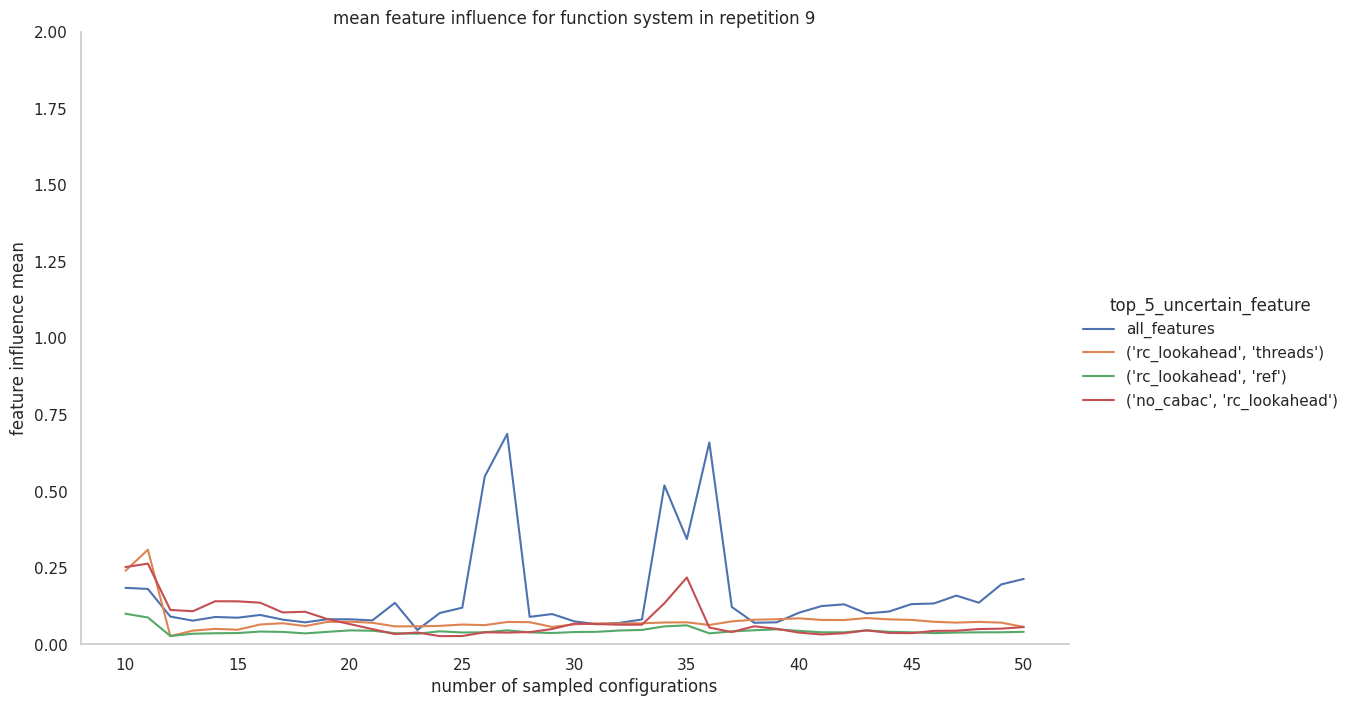 mean feature influence for function system in repetition 9
2.00
1.75
1.50
1.25
1.00
0.75
0.50
0.25
0.00
feature influence mean
10 15 20 25 30 35 40 45 50
number of sampled configurations
top_5_uncertain_feature
all_features
('rc_lookahead', 'threads')
('rc_lookahead', 'ref')
('no_cabac', 'rc_lookahead')